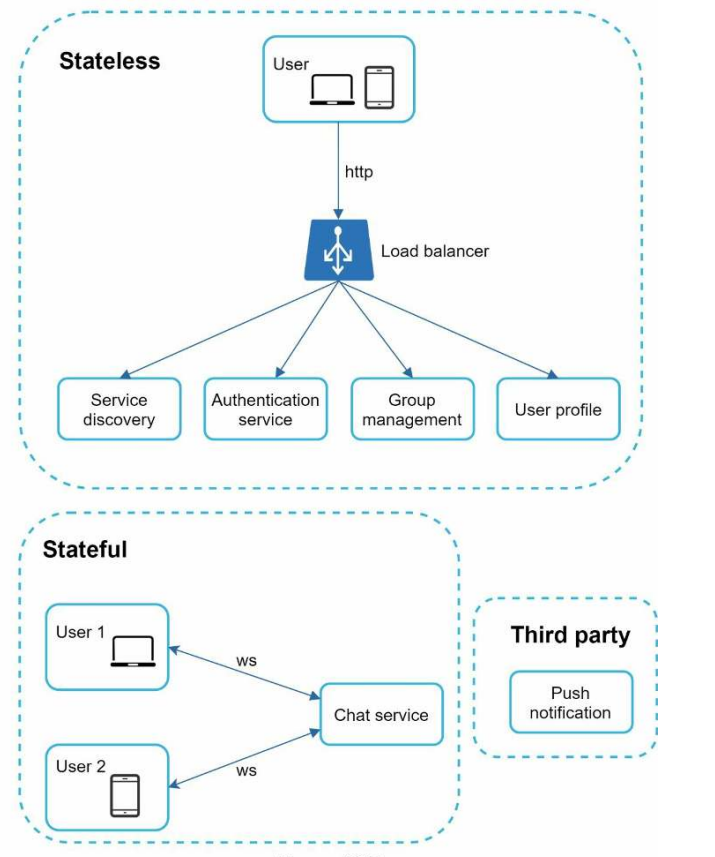 Stateless
User
http
Load balancer
Service
discovery
Authentication
service
Group
management
User profile
Stateful
User 1
ws
Chat service
User 2
ws
Third party
Push
notification